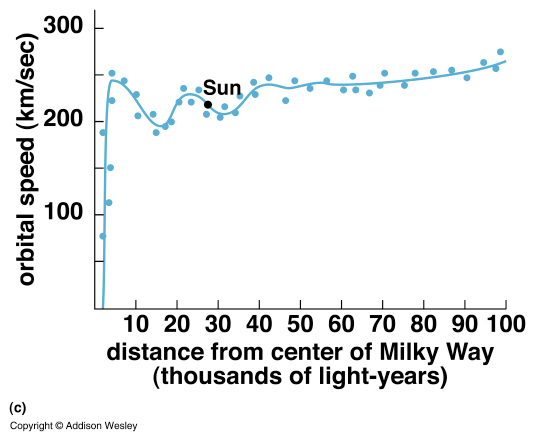 300
200
100
orbital speed (km/sec)
Sun
10 20 30 40 50 60 70 80 90 100
distance from center of Milky Way
(thousands of light-years)
(c)
Copyright © Addison Wesley